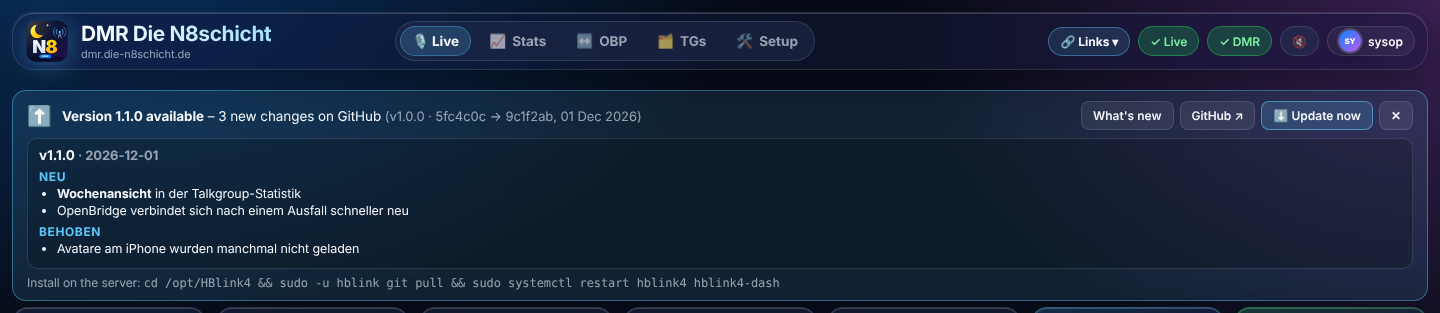 N8
DMR Die N8schicht
dmr.die-n8schicht.de
Live
Stats
OBP
TGs
Setup
Links ▾
✓ Live
✓ DMR
SY
sysop
Version 1.1.0 available – 3 new changes on GitHub (v1.0.0 · 5fc4c0c → 9c1f2ab, 01 Dec 2026)
What's new
GitHub ↗
Update now
✕
v1.1.0 · 2026-12-01
NEU
• Wochenansicht in der Talkgroup-Statistik
• OpenBridge verbindet sich nach einem Ausfall schneller neu
BEHOBEN
• Avatare am iPhone wurden manchmal nicht geladen
Install on the server: cd /opt/HBlink4 && sudo -u hblink git pull && sudo systemctl restart hblink4 hblink4-dash